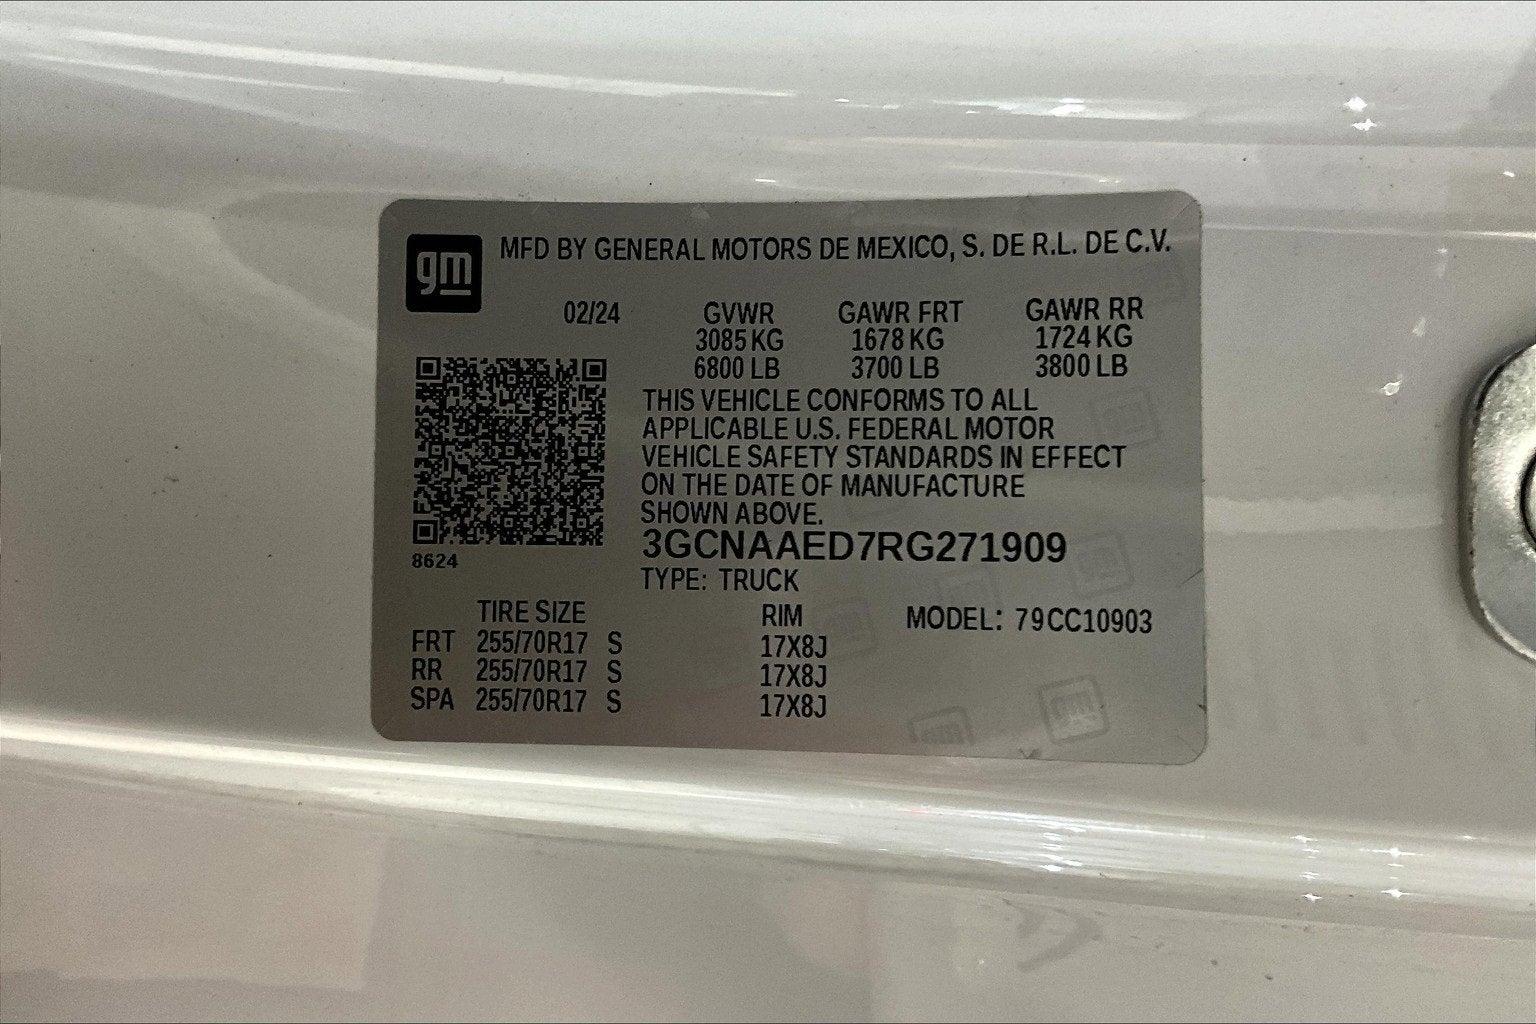 gm MFD BY GENERAL MOTORS DE MEXICO, S. DE R.L. DE C.V.
02/24 GVWR GAWR FRT GAWR RR
3085 KG 1678 KG 1724 KG
6800 LB 3700 LB 3800 LB
THIS VEHICLE CONFORMS TO ALL
APPLICABLE U.S. FEDERAL MOTOR
VEHICLE SAFETY STANDARDS IN EFFECT
ON THE DATE OF MANUFACTURE
SHOWN ABOVE.
3GCNAAED7RG271909
8624
TYPE: TRUCK
TIRE SIZE RIM MODEL: 79CC10903
FRT 255/70R17 S 17X8J
RR 255/70R17 S 17X8J
SPA 255/70R17 S 17X8J